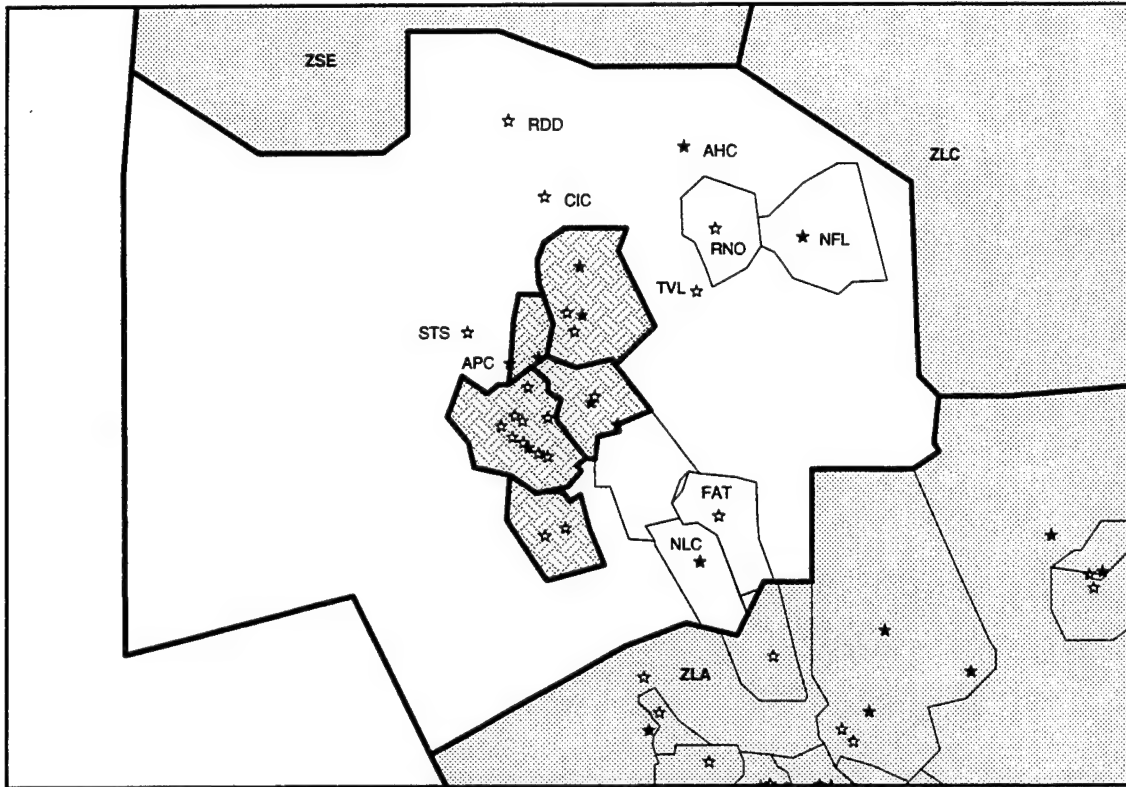 ZSE
RDD
AHC
ZLC
CIC
RNO
NFL
TVL
STS
APC
FAT
NLC
ZLA